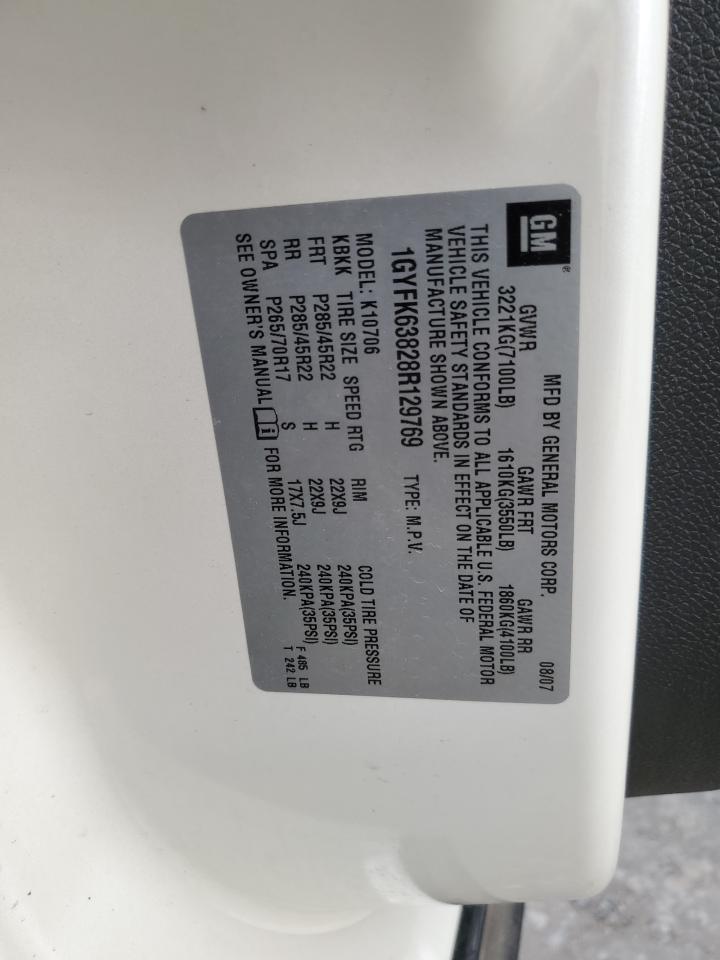 GM®
MFD BY GENERAL MOTORS CORP. 08/07
GVWR GAWR FRT GAWR RR
3221KG(7100LB) 1610KG(3550LB) 1860KG(4100LB)
THIS VEHICLE CONFORMS TO ALL APPLICABLE U.S. FEDERAL MOTOR
VEHICLE SAFETY STANDARDS IN EFFECT ON THE DATE OF
MANUFACTURE SHOWN ABOVE.
1GYFK63828R129769 TYPE: M.P.V.
MODEL: K10706
KBKK TIRE SIZE SPEED RTG RIM COLD TIRE PRESSURE
FRT P285/45R22 H 22X9J 240KPA(35PSI)
RR P285/45R22 H 22X9J 240KPA(35PSI)
SPA P265/70R17 S 17X7.5J 240KPA(35PSI)
SEE OWNER'S MANUAL i FOR MORE INFORMATION.
F 485 LB
T 242 LB